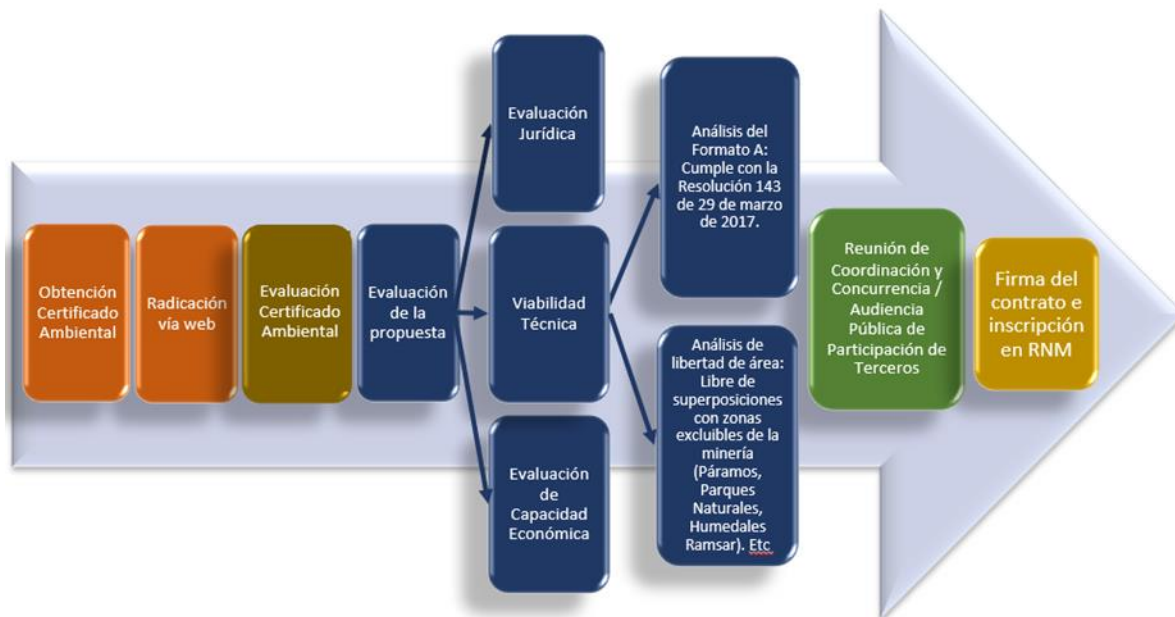 Obtención
Certificado
Ambiental
Radicación
vía web
Evaluación
Certificado
Ambiental
Evaluación
de la
propuesta
Evaluación
Jurídica
Viabilidad
Técnica
Evaluación
de
Capacidad
Económica
Análisis del
Formato A:
Cumple con la
Resolución 143
de 29 de marzo
de 2017.
Análisis de
libertad de área:
Libre de
superposiciones
con zonas
excluibles de la
minería
(Páramos,
Parques
Naturales,
Humedales
Ramsar). Etc
Reunión de
Coordinación y
Concurrencia /
Audiencia
Pública de
Participación de
Terceros
Firma del
contrato e
inscripción
en RNM